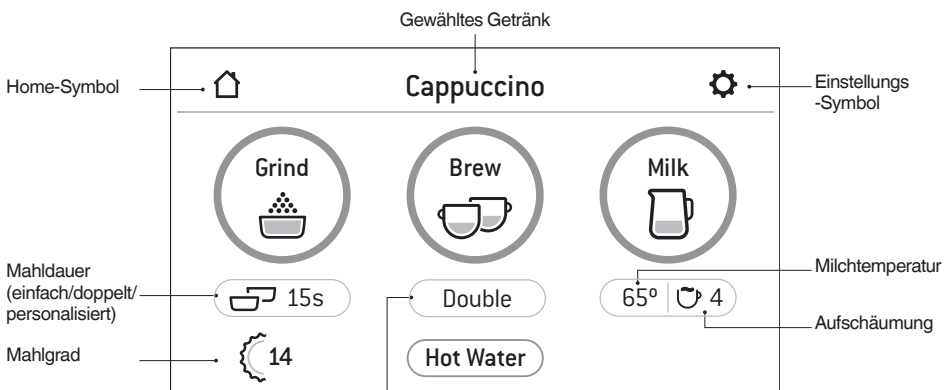 Gewähltes Getränk
Home-Symbol
Cappuccino
Einstellungs
-Symbol
Grind
Brew
Milk
Mahldauer
(einfach/doppelt/
personalisiert)
15s
Double
65º
4
Milchtemperatur
Aufschäumung
Mahlgrad
14
Hot Water